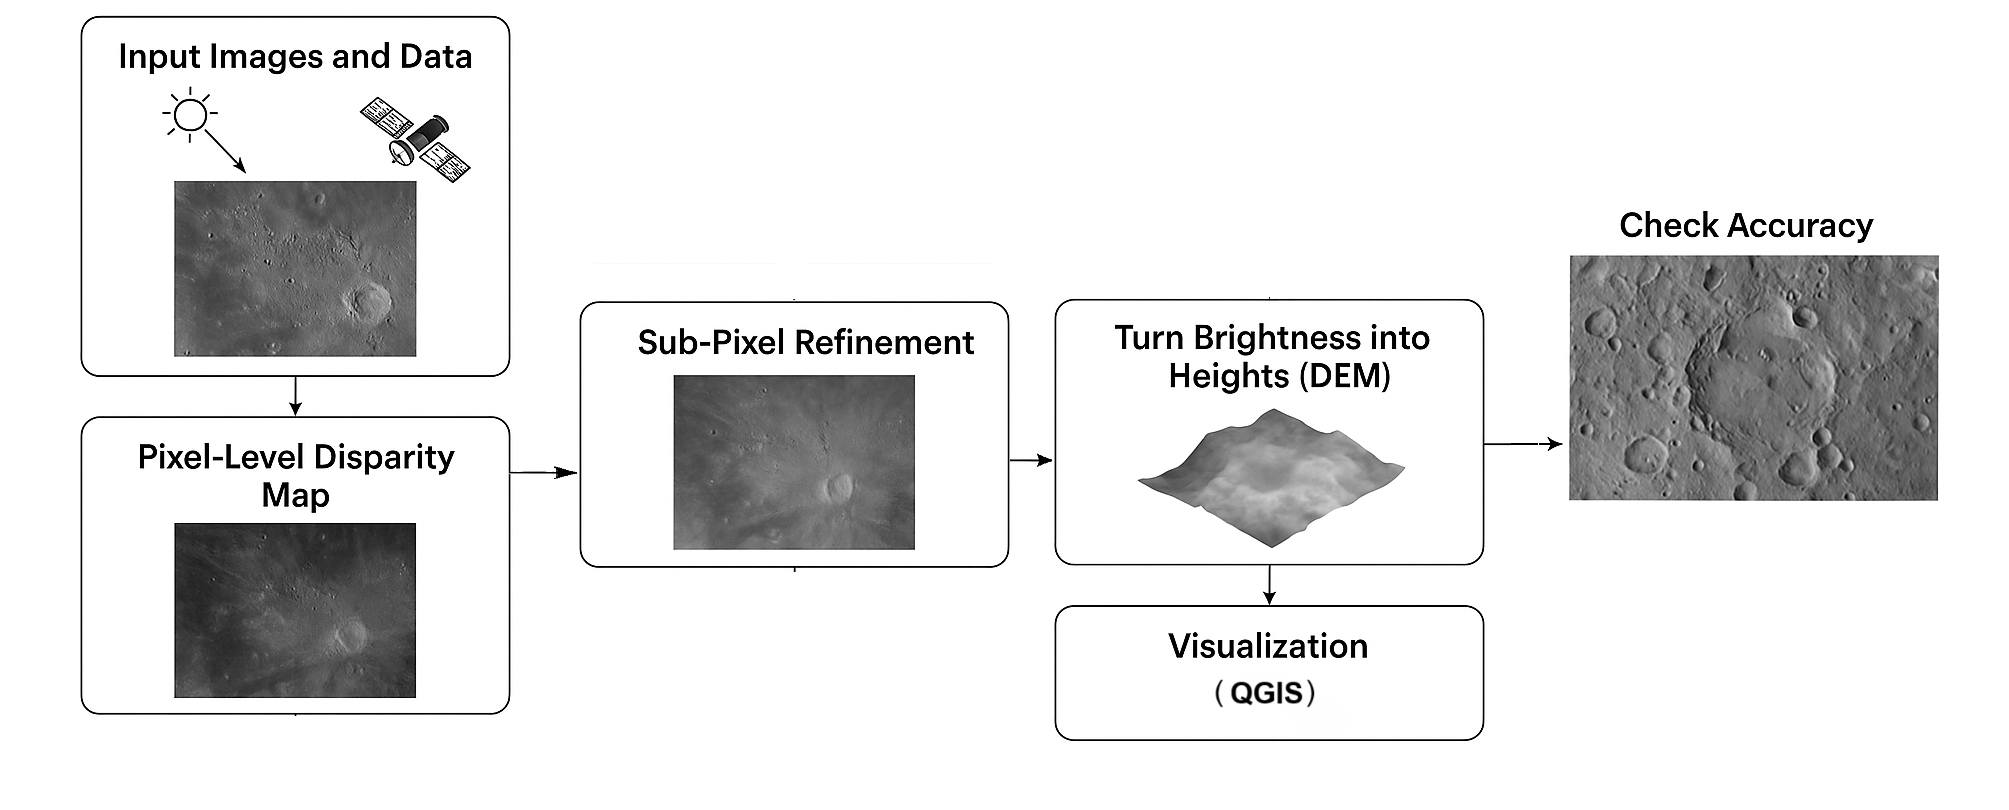 Input Images and Data
Pixel-Level Disparity
Map
Sub-Pixel Refinement
Turn Brightness into
Heights (DEM)
Visualization
(QGIS)
Check Accuracy